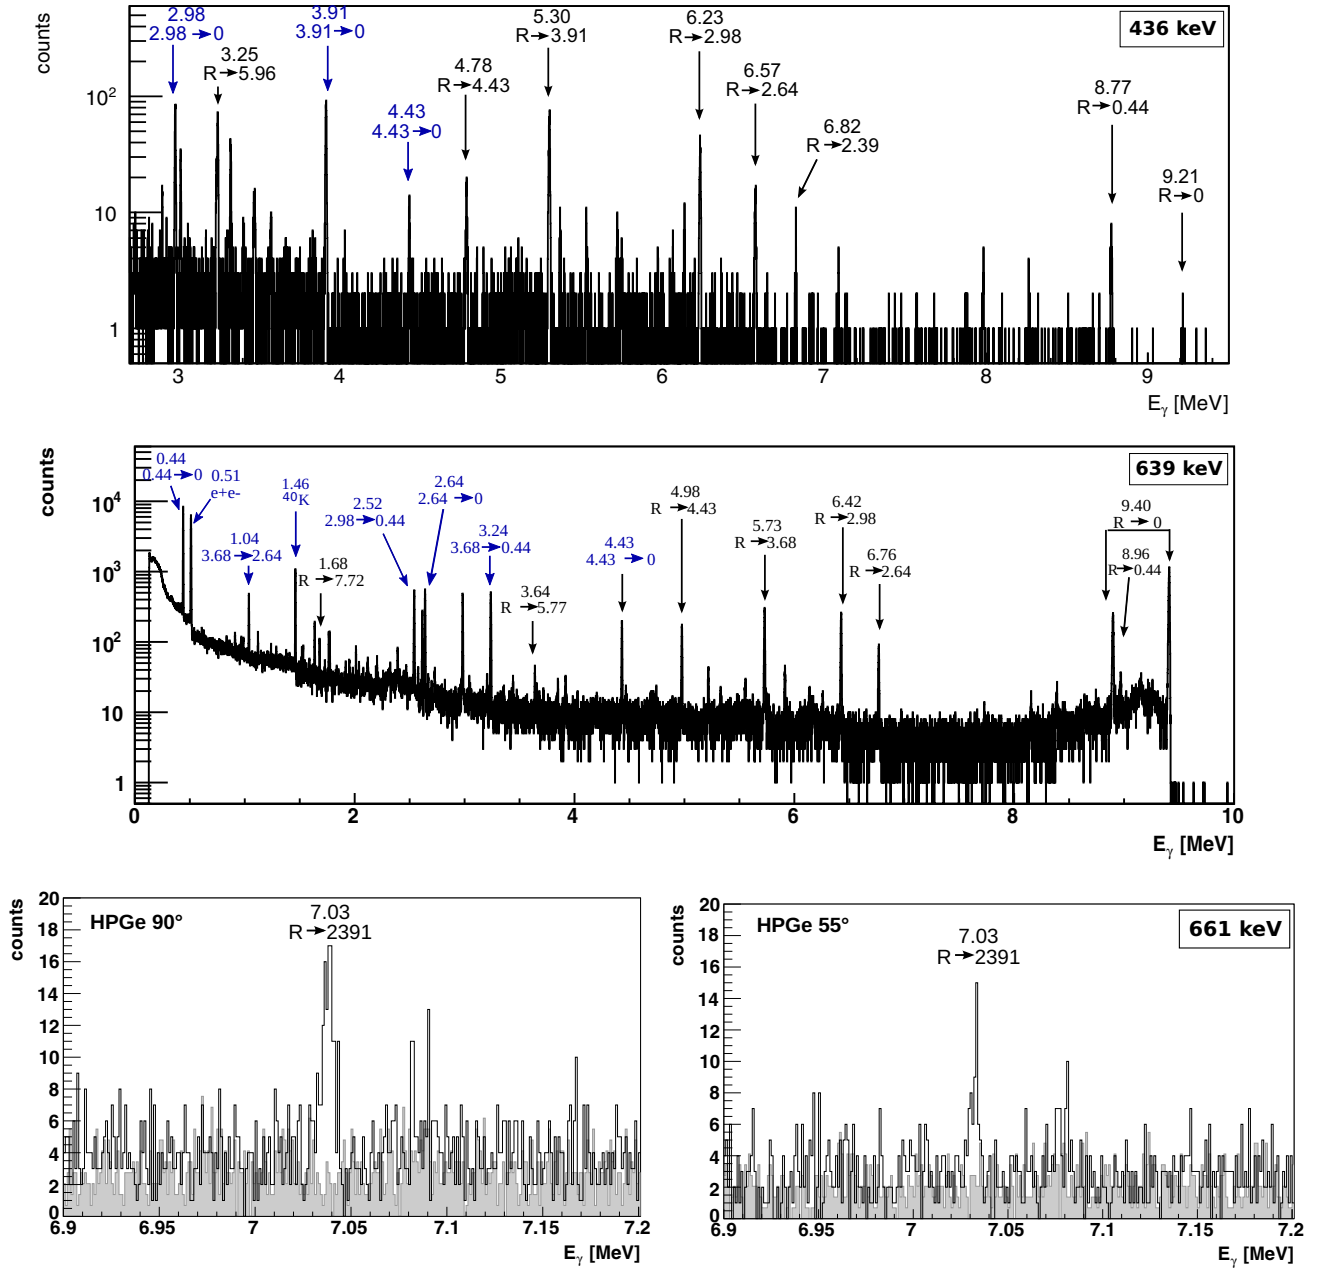 counts
436 keV
2.98
2.98→0
3.25
R→5.96
3.91
3.91→0
4.43
4.43→0
4.78
R→4.43
5.30
R→3.91
6.23
R→2.98
6.57
R→2.64
6.82
R→2.39
8.77
R→0.44
9.21
R→0
10²
10
1
3 4 5 6 7 8 9
Eγ [MeV]
counts
639 keV
0.44
0.44→0
0.51
e+e-
1.04
3.68→2.64
1.46
⁴⁰K
1.68
R→7.72
2.52
2.98→0.44
2.64
2.64→0
3.24
3.68→0.44
3.64
R→5.77
4.43
4.43→0
4.98
R→4.43
5.73
R→3.68
6.42
R→2.98
6.76
R→2.64
9.40
R→0
8.96
R→0.44
10⁴
10³
10²
10
1
0 2 4 6 8 10
Eγ [MeV]
counts
HPGe 90°
7.03
R→2391
20
18
16
14
12
10
8
6
4
2
0
6.9 6.95 7 7.05 7.1 7.15 7.2
Eγ [MeV]
counts
HPGe 55°
661 keV
7.03
R→2391
20
18
16
14
12
10
8
6
4
2
0
6.9 6.95 7 7.05 7.1 7.15 7.2
Eγ [MeV]